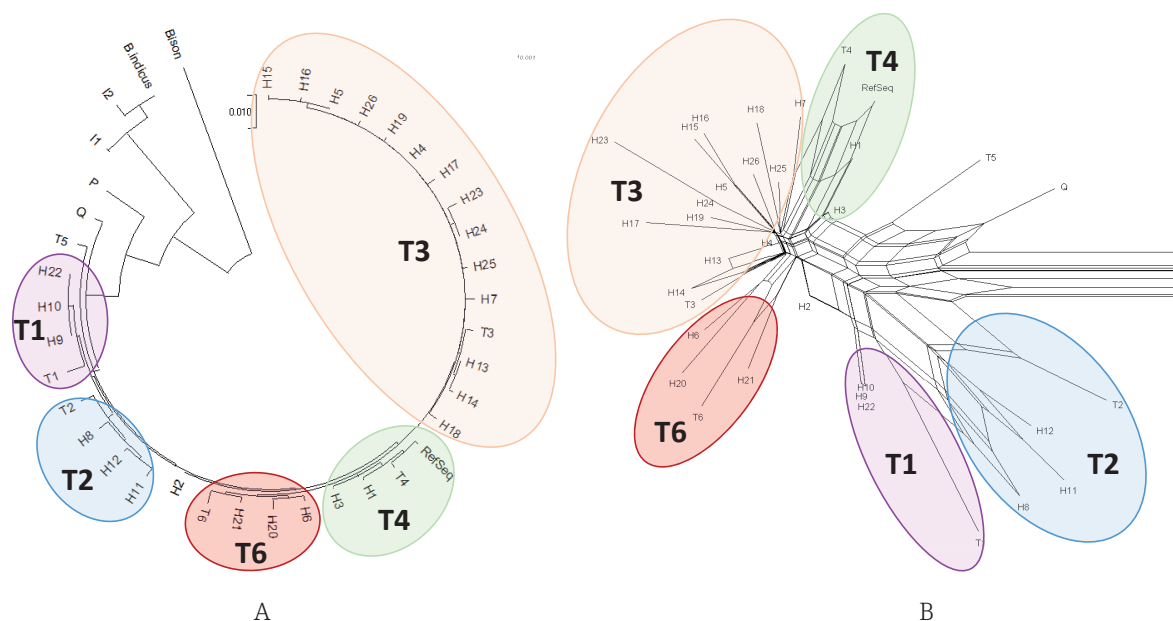 Bison
B.indicus
I2
I1
P
Q
T5
H22
H10
H9
T1
T1
T2
H8
H12
H11
T2
H2
T6
H21
H20
H6
T6
H3
H1
T4
RefSeq
T4
H18
H14
H13
T3
H7
H25
H24
H23
H17
H4
H19
H26
H5
H16
H15
T3
0.010
A
0.001
T4
T4
RefSeq
H1
H3
H7
H18
H16
H15
H23
H26
H25
H5
H24
H19
H17
H4
H13
H14
T3
T3
T5
Q
H2
H6
H20
H21
T6
T6
H10
H9
H22
T1
T2
H12
H11
H8
T2
B